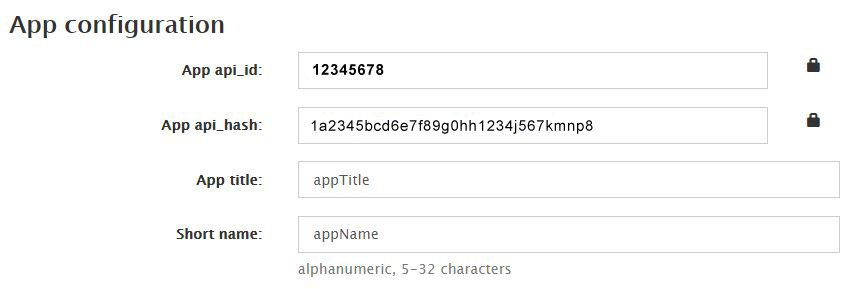 App configuration
App api_id: 12345678
App api_hash: 1a2345bcd6e7f89g0hh1234j567kmnp8
App title: appTitle
Short name: appName
alphanumeric, 5-32 characters